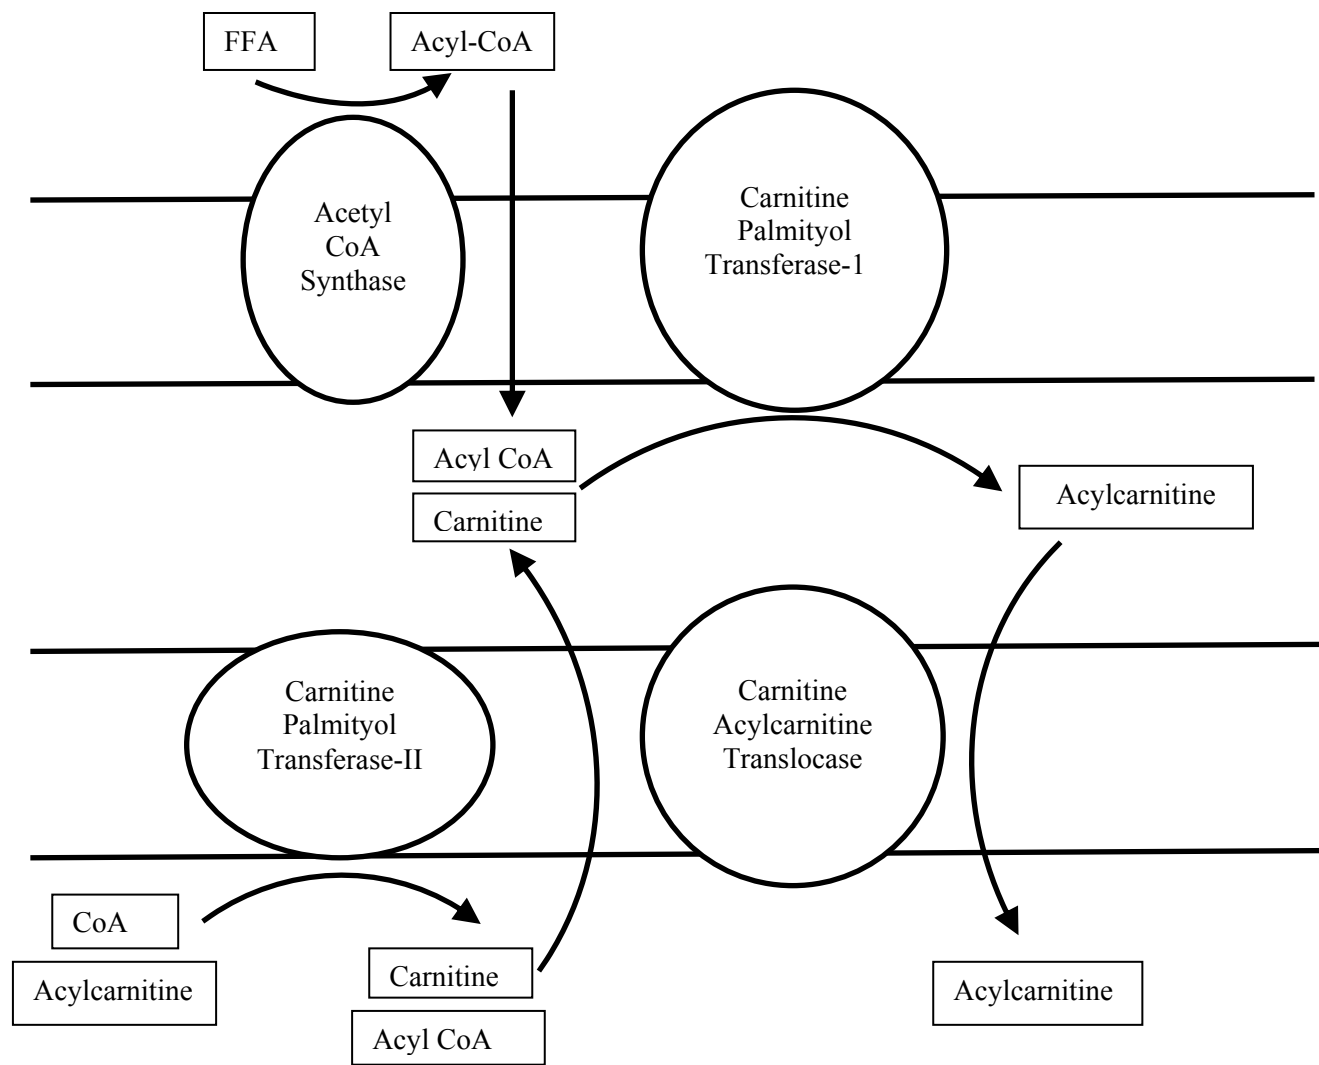 FFA
Acyl-CoA
Acetyl
CoA
Synthase
Carnitine
Palmityol
Transferase-1
Acyl CoA
Carnitine
Acylcarnitine
Carnitine
Palmityol
Transferase-II
Carnitine
Acylcarnitine
Translocase
CoA
Acylcarnitine
Carnitine
Acyl CoA
Acylcarnitine